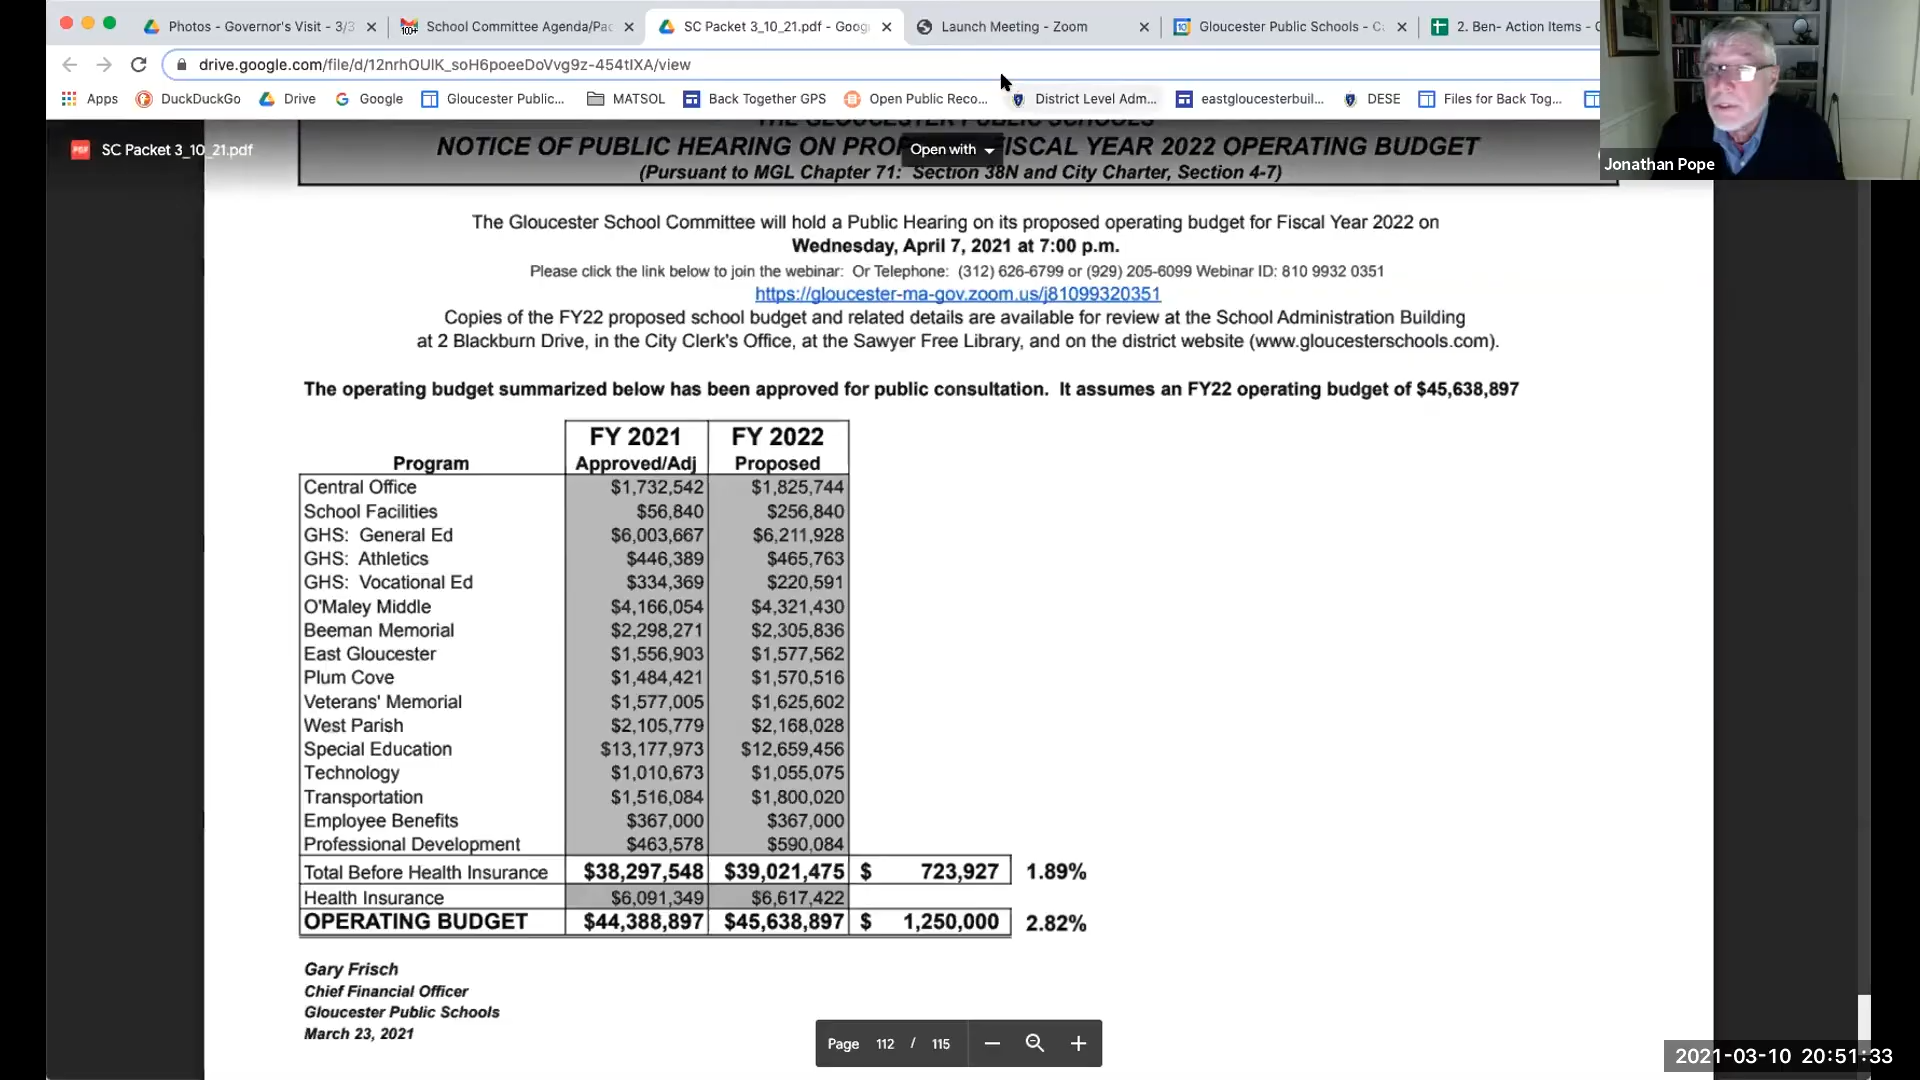 Photos - Governor's Visit - 3/3
School Committee Agenda/Pac
SC Packet 3_10_21.pdf - Goog
Launch Meeting - Zoom
Gloucester Public Schools - Ca
2. Ben- Action Items - G
drive.google.com/file/d/12nrhOUlK_soH6poeeDoVvg9z-454tIXA/view
Apps DuckDuckGo Drive Google Gloucester Public... MATSOL Back Together GPS Open Public Reco... District Level Adm... eastgloucesterbuil... DESE Files for Back Tog...
Jonathan Pope
SC Packet 3_10_21.pdf
Open with
THE GLOUCESTER PUBLIC SCHOOLS
NOTICE OF PUBLIC HEARING ON PROP FISCAL YEAR 2022 OPERATING BUDGET
(Pursuant to MGL Chapter 71: Section 38N and City Charter, Section 4-7)
The Gloucester School Committee will hold a Public Hearing on its proposed operating budget for Fiscal Year 2022 on
Wednesday, April 7, 2021 at 7:00 p.m.
Please click the link below to join the webinar: Or Telephone: (312) 626-6799 or (929) 205-6099 Webinar ID: 810 9932 0351
https://gloucester-ma-gov.zoom.us/j81099320351
Copies of the FY22 proposed school budget and related details are available for review at the School Administration Building
at 2 Blackburn Drive, in the City Clerk's Office, at the Sawyer Free Library, and on the district website (www.gloucesterschools.com).
The operating budget summarized below has been approved for public consultation. It assumes an FY22 operating budget of $45,638,897
FY 2021 FY 2022
Program Approved/Adj Proposed
Central Office $1,732,542 $1,825,744
School Facilities $56,840 $256,840
GHS: General Ed $6,003,667 $6,211,928
GHS: Athletics $446,389 $465,763
GHS: Vocational Ed $334,369 $220,591
O'Maley Middle $4,166,054 $4,321,430
Beeman Memorial $2,298,271 $2,305,836
East Gloucester $1,556,903 $1,577,562
Plum Cove $1,484,421 $1,570,516
Veterans' Memorial $1,577,005 $1,625,602
West Parish $2,105,779 $2,168,028
Special Education $13,177,973 $12,659,456
Technology $1,010,673 $1,055,075
Transportation $1,516,084 $1,800,020
Employee Benefits $367,000 $367,000
Professional Development $463,578 $590,084
Total Before Health Insurance $38,297,548 $39,021,475 $ 723,927 1.89%
Health Insurance $6,091,349 $6,617,422
OPERATING BUDGET $44,388,897 $45,638,897 $ 1,250,000 2.82%
Gary Frisch
Chief Financial Officer
Gloucester Public Schools
March 23, 2021
Page 112 / 115
2021-03-10 20:51:33